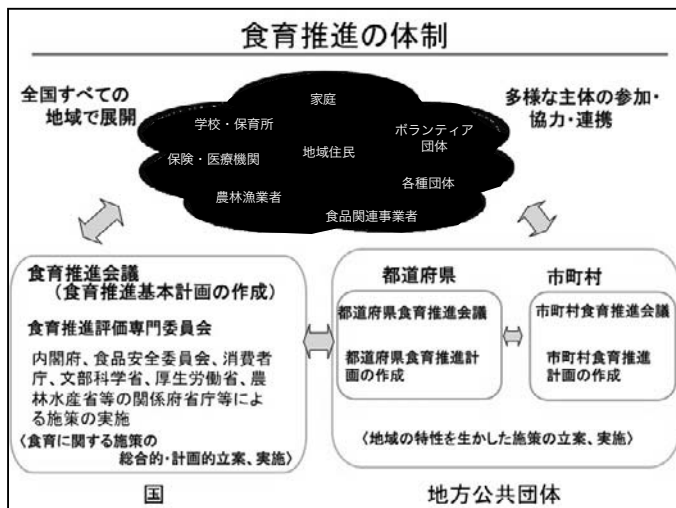 食育推進の体制
全国すべての
地域で展開
家庭
多様な主体の参加・
協力・連携
学校・保育所
ボランティア
団体
地域住民
保険・医療機関
各種団体
農林漁業者
食品関連事業者
食育推進会議
(食育推進基本計画の作成)
食育推進評価専門委員会
内閣府、食品安全委員会、消費者
庁、文部科学省、厚生労働省、農
林水産省等の関係府省庁等によ
る施策の実施
〈食育に関する施策の
総合的・計画的立案、実施〉
国
都道府県
都道府県食育推進会議
都道府県食育推進計
画の作成
市町村
市町村食育推進会議
市町村食育推進
計画の作成
〈地域の特性を生かした施策の立案、実施〉
地方公共団体